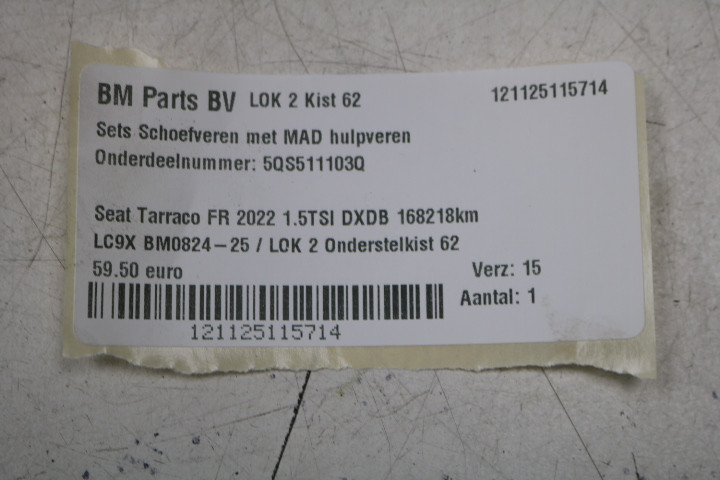 BM Parts BV LOK 2 Kist 62 121125115714
Sets Schoefveren met MAD hulpveren
Onderdeelnummer: 5QS511103Q
Seat Tarraco FR 2022 1.5TSI DXDB 168218km
LC9X BM0824-25 / LOK 2 Onderstelkist 62
59.50 euro Verz: 15
Aantal: 1
121125115714